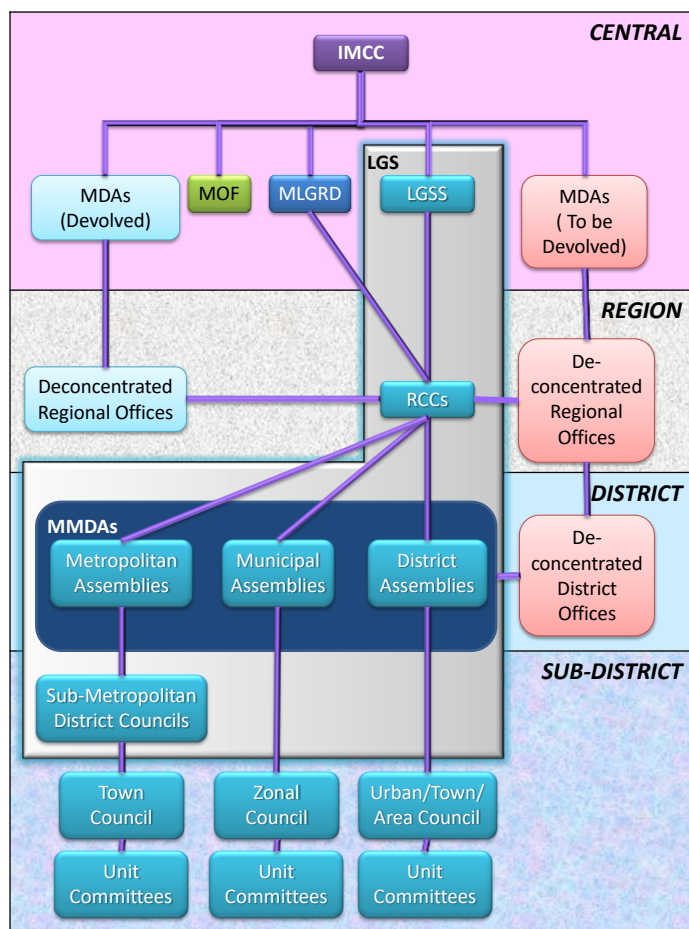 CENTRAL
IMCC
LGS
MDAs
(Devolved)
MOF
MLGRD
LGSS
MDAs
( To be
Devolved)
REGION
Deconcentrated
Regional Offices
RCCs
De-
concentrated
Regional
Offices
DISTRICT
MMDAs
Metropolitan
Assemblies
Municipal
Assemblies
District
Assemblies
De-
concentrated
District
Offices
SUB-DISTRICT
Sub-Metropolitan
District Councils
Town
Council
Zonal
Council
Urban/Town/
Area Council
Unit
Committees
Unit
Committees
Unit
Committees